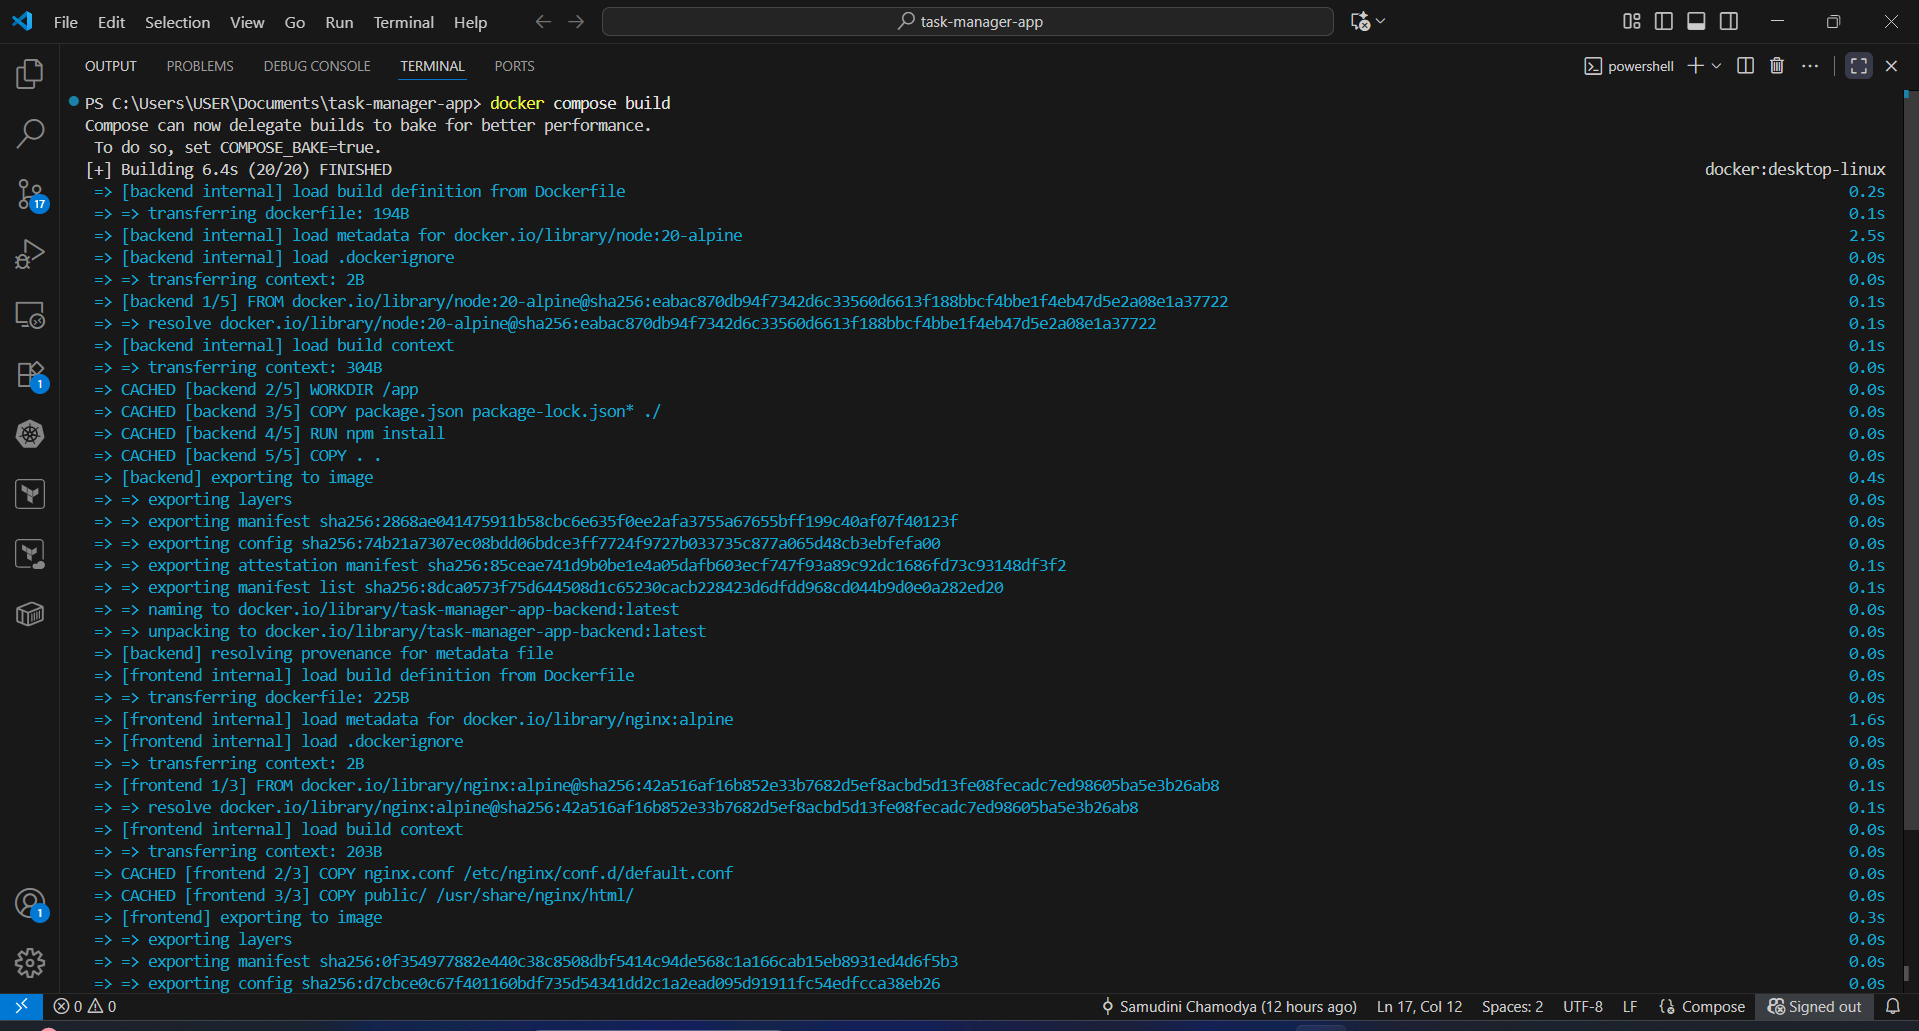 File Edit Selection View Go Run Terminal Help task-manager-app
OUTPUT PROBLEMS DEBUG CONSOLE TERMINAL PORTS powershell
PS C:\Users\USER\Documents\task-manager-app> docker compose build
Compose can now delegate builds to bake for better performance.
To do so, set COMPOSE_BAKE=true.
[+] Building 6.4s (20/20) FINISHED docker:desktop-linux
=> [backend internal] load build definition from Dockerfile 0.2s
=> => transferring dockerfile: 194B 0.1s
=> [backend internal] load metadata for docker.io/library/node:20-alpine 2.5s
=> [backend internal] load .dockerignore 0.0s
=> => transferring context: 2B 0.0s
=> [backend 1/5] FROM docker.io/library/node:20-alpine@sha256:eabac870db94f7342d6c33560d6613f188bbcf4bbe1f4eb47d5e2a08e1a37722 0.1s
=> => resolve docker.io/library/node:20-alpine@sha256:eabac870db94f7342d6c33560d6613f188bbcf4bbe1f4eb47d5e2a08e1a37722 0.1s
=> [backend internal] load build context 0.1s
=> => transferring context: 304B 0.0s
=> CACHED [backend 2/5] WORKDIR /app 0.0s
=> CACHED [backend 3/5] COPY package.json package-lock.json* ./ 0.0s
=> CACHED [backend 4/5] RUN npm install 0.0s
=> CACHED [backend 5/5] COPY . . 0.0s
=> [backend] exporting to image 0.4s
=> => exporting layers 0.0s
=> => exporting manifest sha256:2868ae041475911b58cbc6e635f0ee2afa3755a67655bff199c40af07f40123f 0.0s
=> => exporting config sha256:74b21a7307ec08bdd06bdce3ff7724f9727b033735c877a065d48cb3ebfefa00 0.0s
=> => exporting attestation manifest sha256:85ceae741d9b0be1e4a05dafb603ecf747f93a89c92dc1686fd73c93148df3f2 0.1s
=> => exporting manifest list sha256:8dca0573f75d644508d1c65230cacb228423d6dfdd968cd044b9d0e0a282ed20 0.1s
=> => naming to docker.io/library/task-manager-app-backend:latest 0.0s
=> => unpacking to docker.io/library/task-manager-app-backend:latest 0.0s
=> [backend] resolving provenance for metadata file 0.0s
=> [frontend internal] load build definition from Dockerfile 0.0s
=> => transferring dockerfile: 225B 0.0s
=> [frontend internal] load metadata for docker.io/library/nginx:alpine 1.6s
=> [frontend internal] load .dockerignore 0.0s
=> => transferring context: 2B 0.0s
=> [frontend 1/3] FROM docker.io/library/nginx:alpine@sha256:42a516af16b852e33b7682d5ef8acbd5d13fe08fecadc7ed98605ba5e3b26ab8 0.1s
=> => resolve docker.io/library/nginx:alpine@sha256:42a516af16b852e33b7682d5ef8acbd5d13fe08fecadc7ed98605ba5e3b26ab8 0.1s
=> [frontend internal] load build context 0.0s
=> => transferring context: 203B 0.0s
=> CACHED [frontend 2/3] COPY nginx.conf /etc/nginx/conf.d/default.conf 0.0s
=> CACHED [frontend 3/3] COPY public/ /usr/share/nginx/html/ 0.0s
=> [frontend] exporting to image 0.3s
=> => exporting layers 0.0s
=> => exporting manifest sha256:0f354977882e440c38c8508dbf5414c94de568c1a166cab15eb8931ed4d6f5b3 0.0s
=> => exporting config sha256:d7cbce0c67f401160bdf735d54341dd2c1a2ead095d91911fc54edfcca38eb26 0.0s
17
1
1
0 0 Samudini Chamodya (12 hours ago) Ln 17, Col 12 Spaces: 2 UTF-8 LF {} Compose Signed out